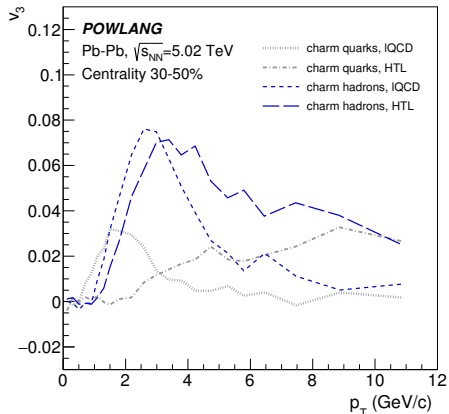 v3
POWLANG
Pb-Pb, √sNN=5.02 TeV
Centrality 30-50%
charm quarks, lQCD
charm quarks, HTL
charm hadrons, lQCD
charm hadrons, HTL
0.12
0.1
0.08
0.06
0.04
0.02
0
−0.02
0 2 4 6 8 10 12
pT (GeV/c)